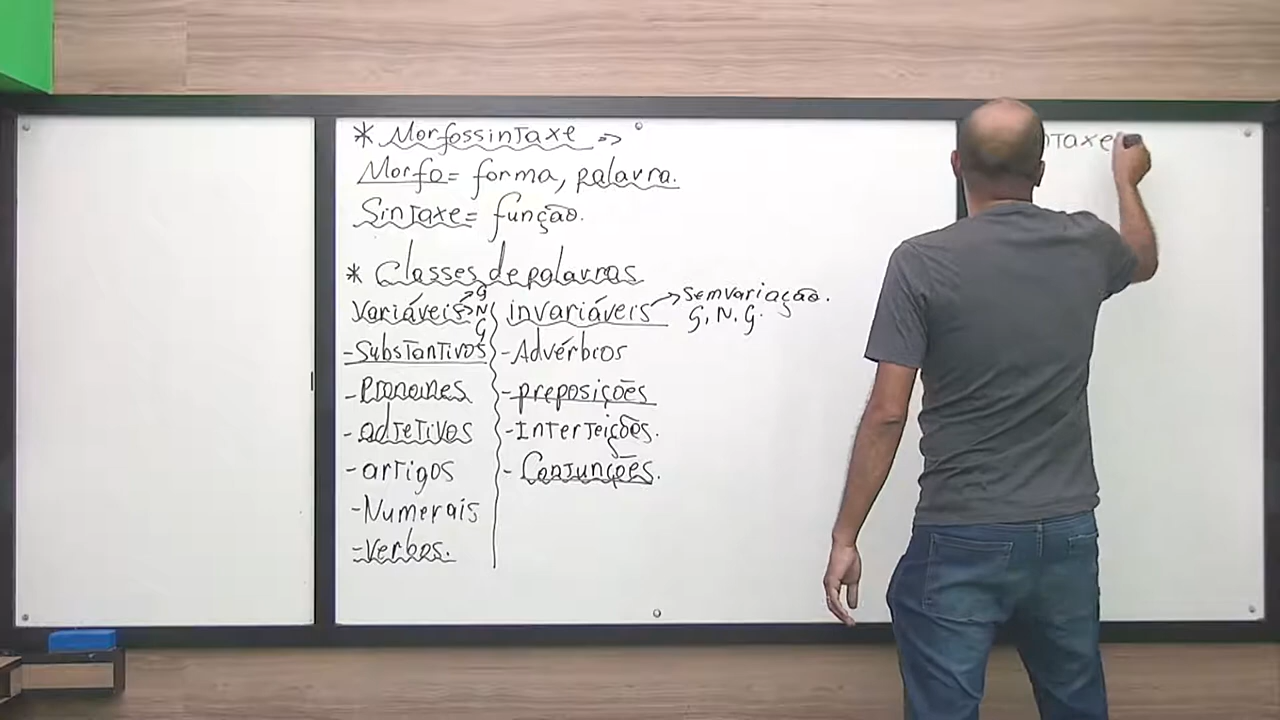 * Morfossintaxe =>
Morfo = forma, palavra.
Sintaxe = função.
* Classes de palavras.
Variáveis → G N G
invariáveis → Sem variação. G, N, G.
- Substantivos
- Advérbios
- Pronomes
- preposições
- adjetivos
- Interjeições.
- artigos
- Conjunções.
- Numerais
- Verbos.
ntaxe